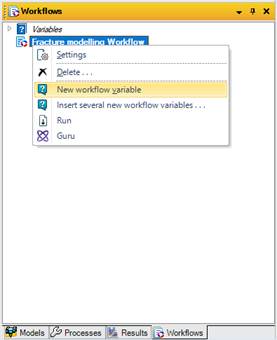 Workflows
Variables
Fracture modelling Workflow
Settings
Delete . . .
New workflow variable
Insert several new workflow variables . . .
Run
Guru
Models Processes Results Workflows